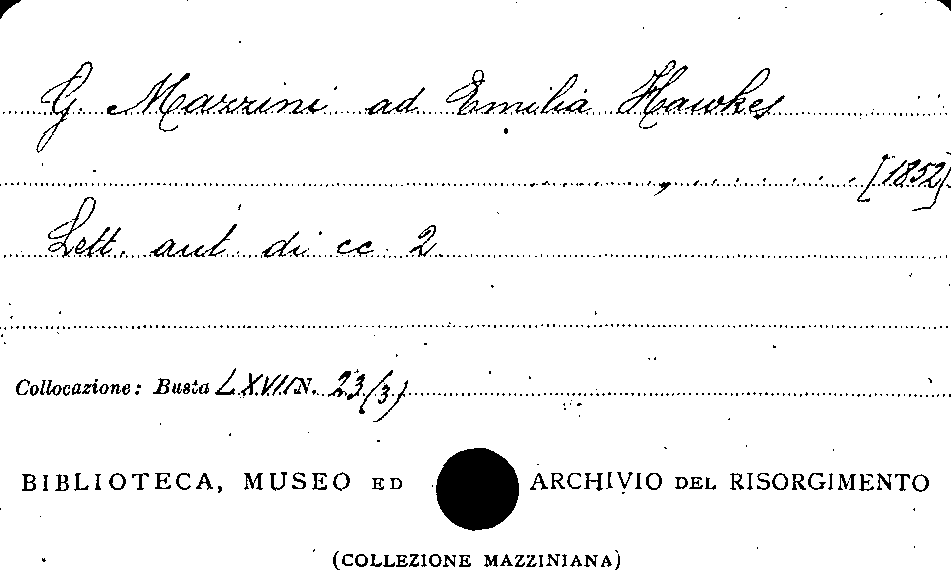 G. Mazzini ad Emilia Hawkes
..., ... [1852]
Lett. aut. di cc. 2
Collocazione: Busta LXVII N. 23(3)
BIBLIOTECA, MUSEO ED ARCHIVIO DEL RISORGIMENTO
(COLLEZIONE MAZZINIANA)